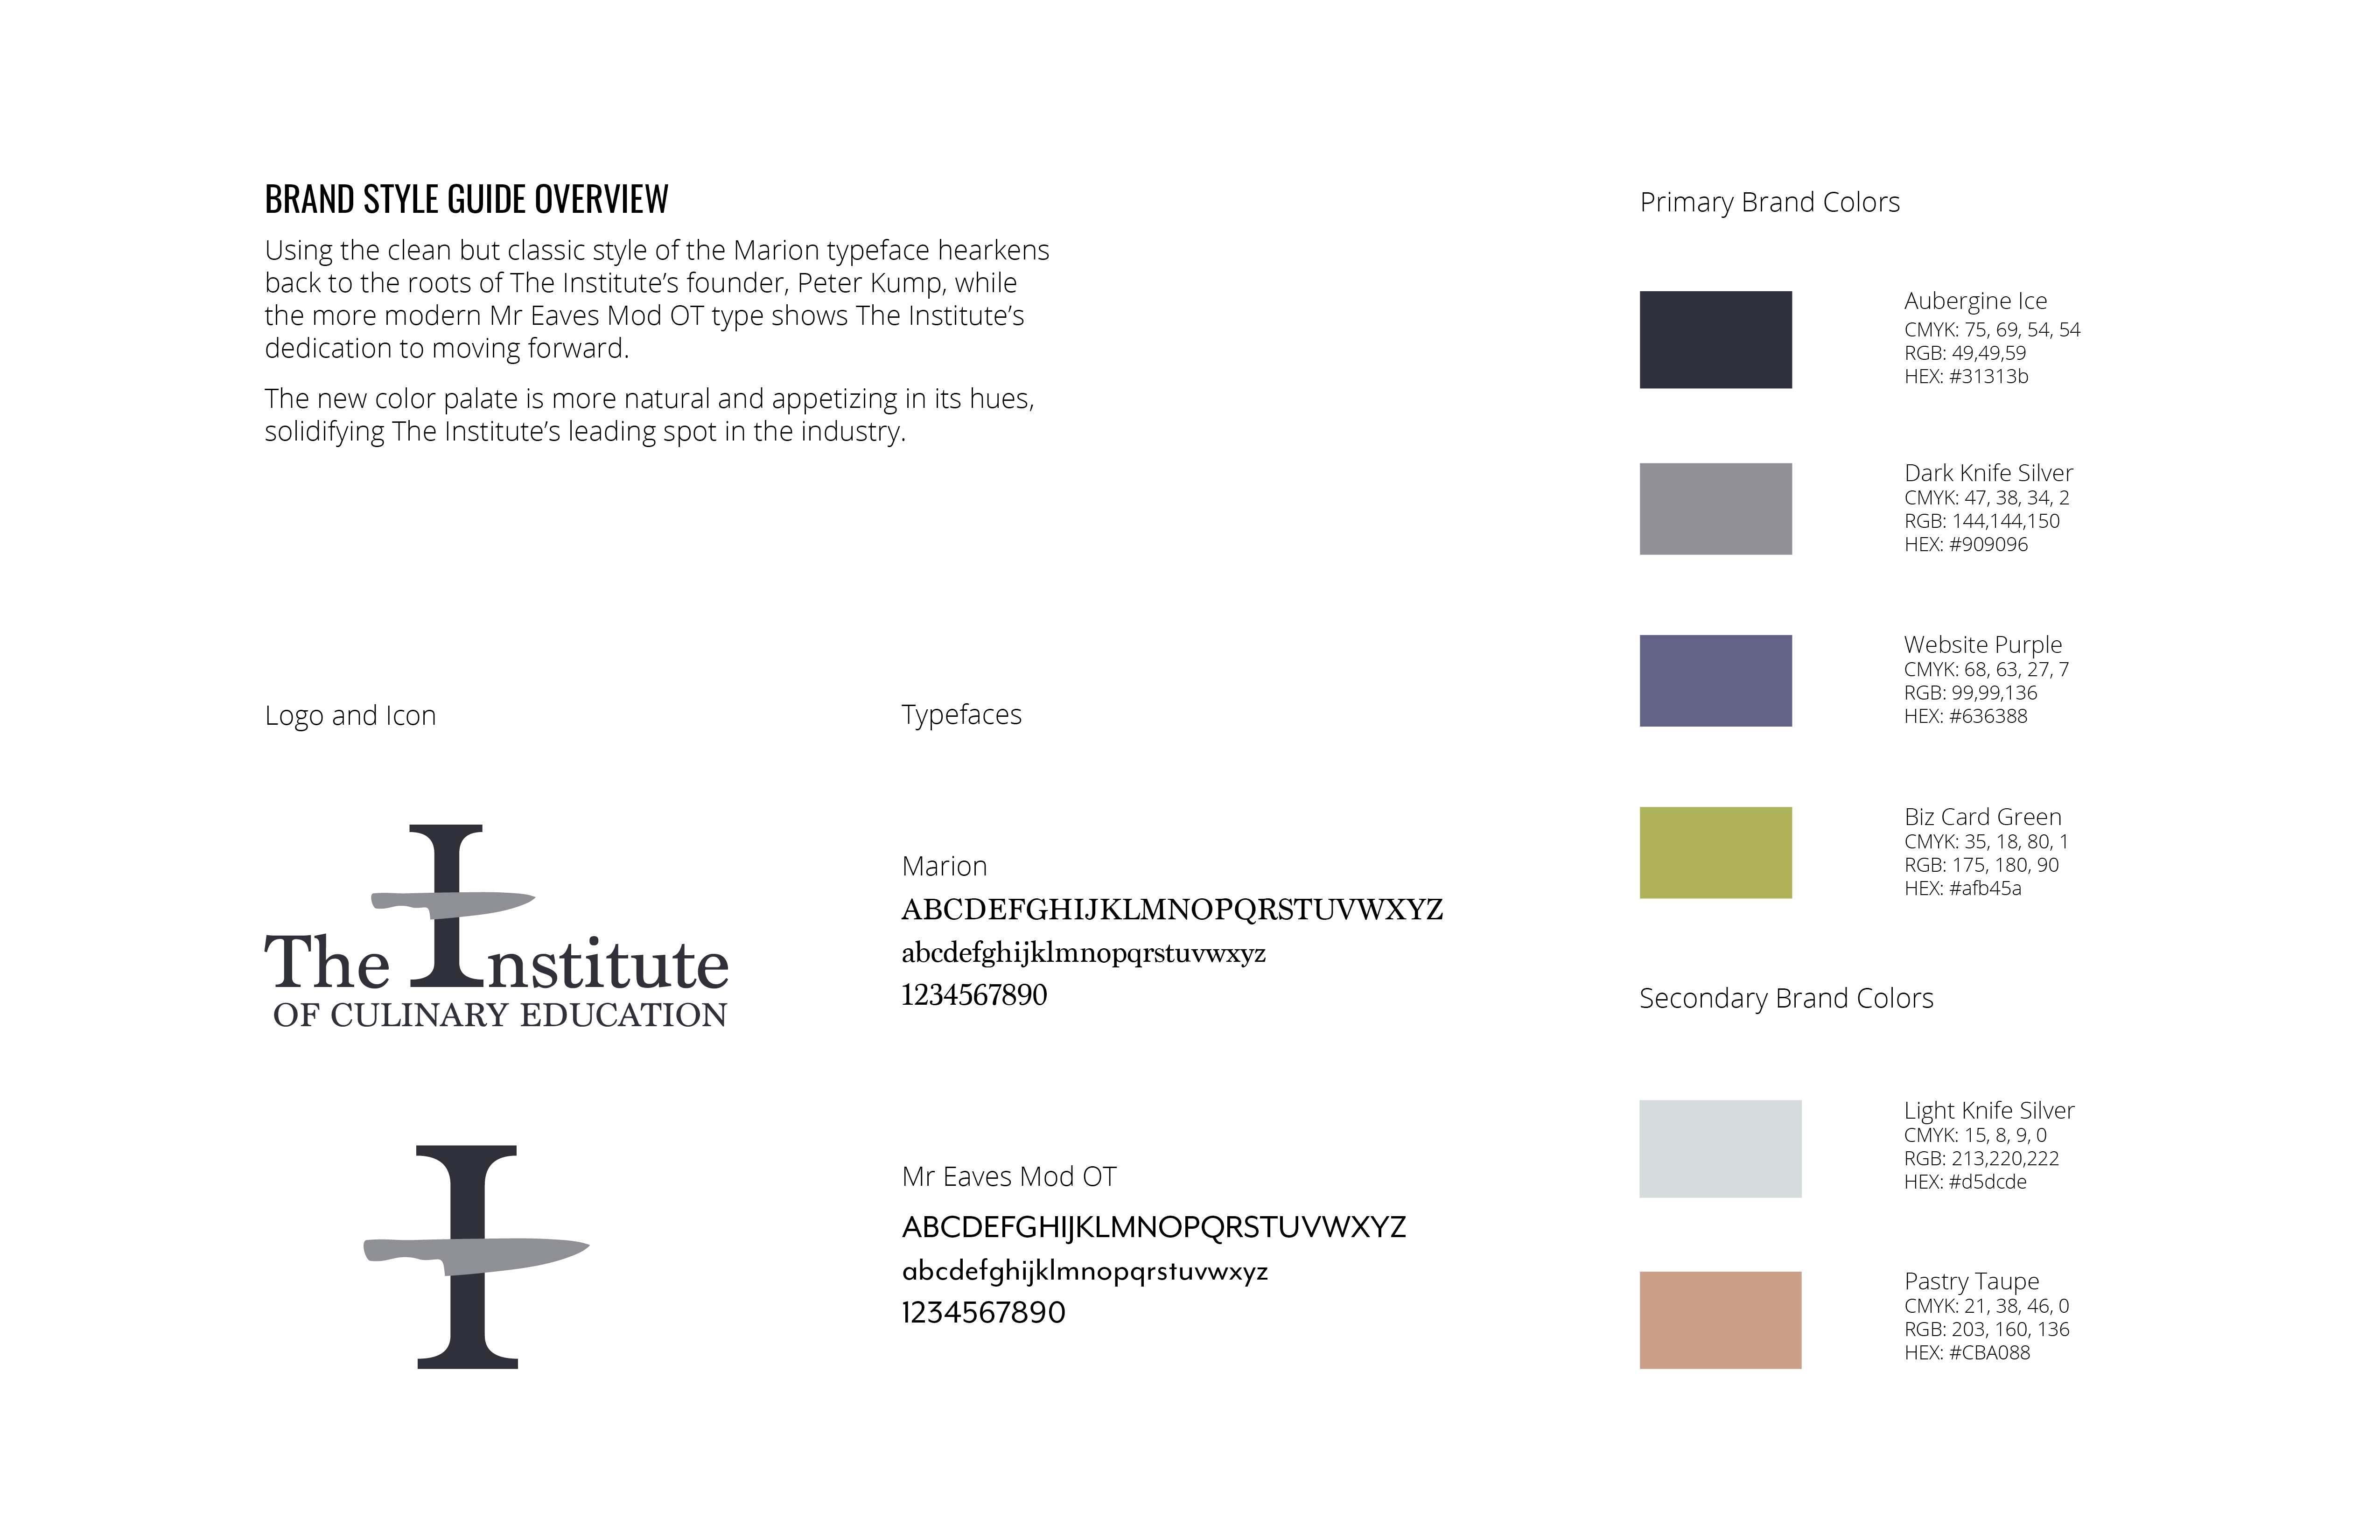 BRAND STYLE GUIDE OVERVIEW
Using the clean but classic style of the Marion typeface hearkens
back to the roots of The Institute’s founder, Peter Kump, while
the more modern Mr Eaves Mod OT type shows The Institute’s
dedication to moving forward.
The new color palate is more natural and appetizing in its hues,
solidifying The Institute’s leading spot in the industry.
Logo and Icon
The Institute
OF CULINARY EDUCATION
I
Typefaces
Marion
ABCDEFGHIJKLMNOPQRSTUVWXYZ
abcdefghijklmnopqrstuvwxyz
1234567890
Mr Eaves Mod OT
ABCDEFGHIJKLMNOPQRSTUVWXYZ
abcdefghijklmnopqrstuvwxyz
1234567890
Primary Brand Colors
Aubergine Ice
CMYK: 75, 69, 54, 54
RGB: 49,49,59
HEX: #31313b
Dark Knife Silver
CMYK: 47, 38, 34, 2
RGB: 144,144,150
HEX: #909096
Website Purple
CMYK: 68, 63, 27, 7
RGB: 99,99,136
HEX: #636388
Biz Card Green
CMYK: 35, 18, 80, 1
RGB: 175, 180, 90
HEX: #afb45a
Secondary Brand Colors
Light Knife Silver
CMYK: 15, 8, 9, 0
RGB: 213,220,222
HEX: #d5dcde
Pastry Taupe
CMYK: 21, 38, 46, 0
RGB: 203, 160, 136
HEX: #CBA088